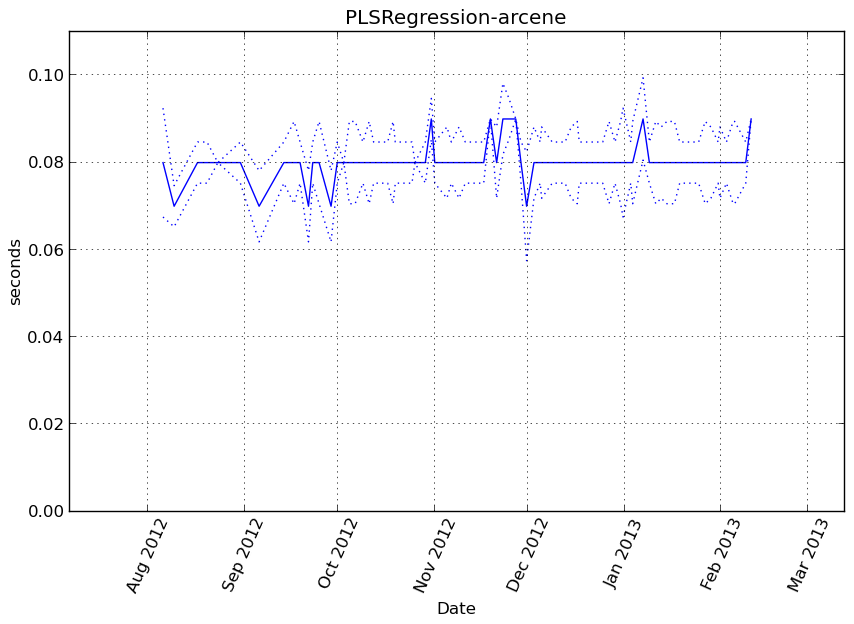 PLSRegression-arcene
0.10
0.08
0.06
0.04
0.02
0.00
seconds
Aug 2012
Sep 2012
Oct 2012
Nov 2012
Dec 2012
Jan 2013
Feb 2013
Mar 2013
Date